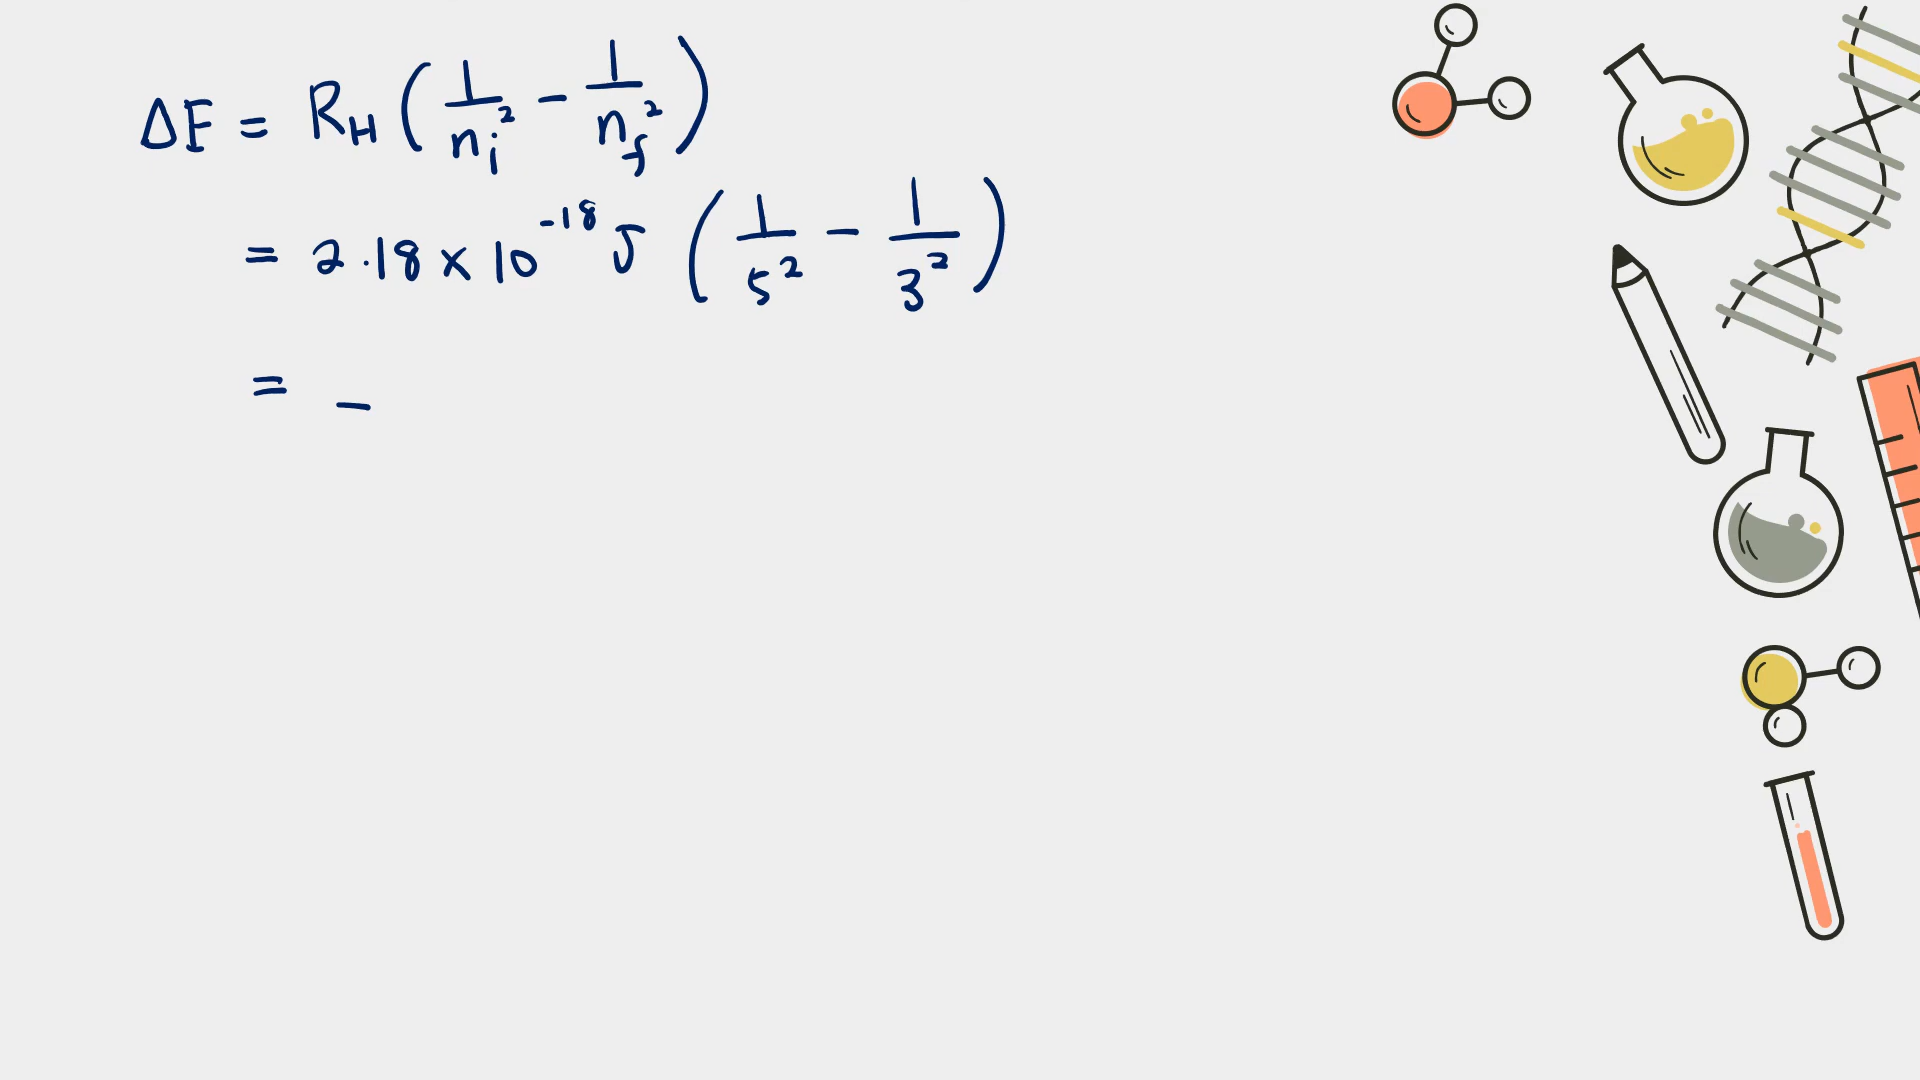 ΔE = R_H ( 1/n_i² − 1/n_f² )
= 2.18 × 10⁻¹⁸ J ( 1/5² − 1/3² )
= −